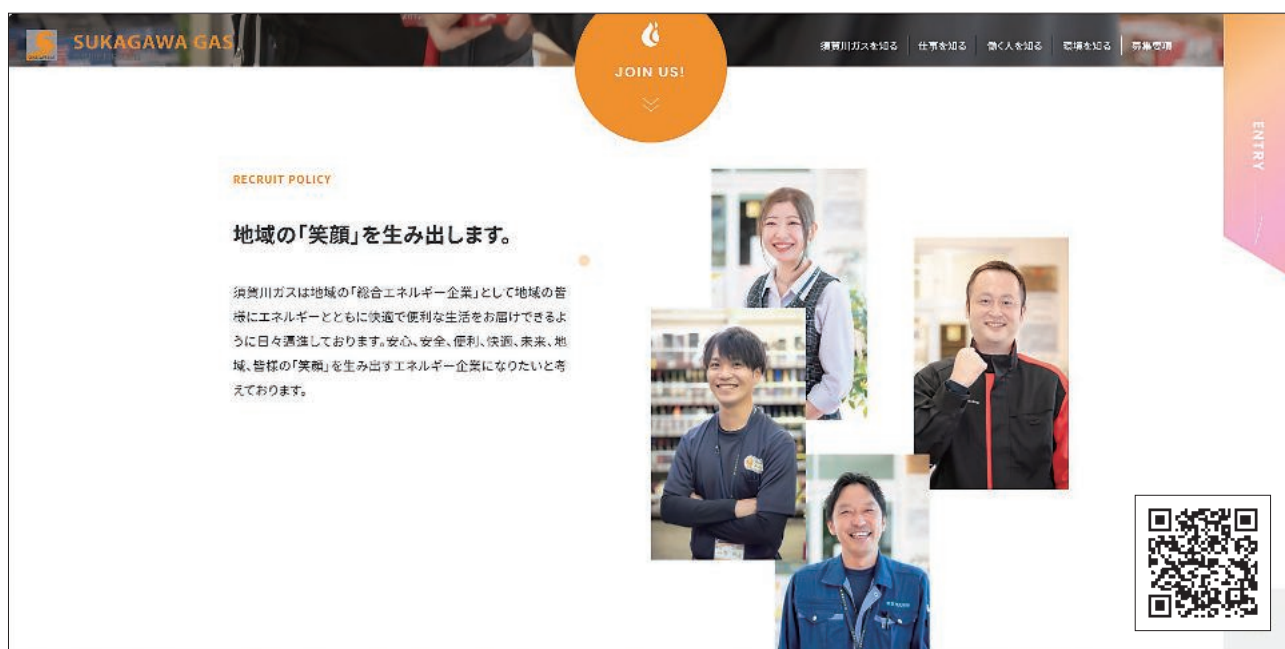 SUKAGAWA GAS
JOIN US!
須賀川ガスを知る
仕事を知る
働く人を知る
環境を知る
募集要項
ENTRY
RECRUIT POLICY
地域の「笑顔」を生み出します。
須賀川ガスは地域の「総合エネルギー企業」として地域の皆
様にエネルギーとともに快適で便利な生活をお届けできるよ
うに日々邁進しております。安心、安全、便利、快適、未来、地
域、皆様の「笑顔」を生み出すエネルギー企業になりたいと考
えております。